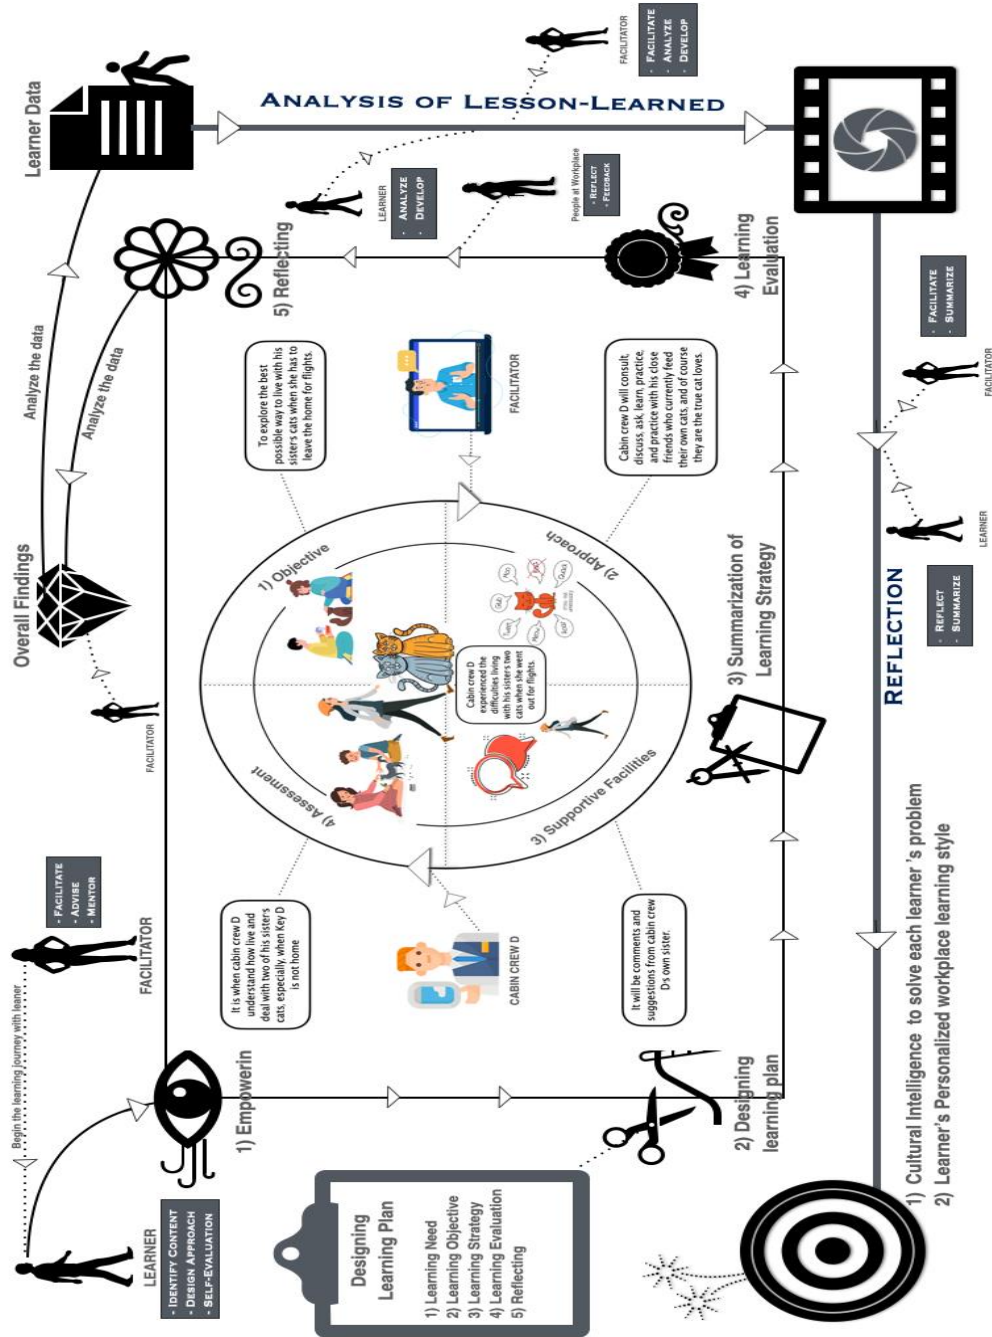 Begin the learning journey with leaner
LEARNER
- IDENTIFY CONTENT
- DESIGN APPROACH
- SELF-EVALUATION
FACILITATOR
- FACILITATE
- ADVISE
- MENTOR
FACILITATOR
Overall Findings
Analyze the data
Analyze the data
Learner Data
1) Empowerin
Designing
Learning Plan
1) Learning Need
2) Learning Objective
3) Learning Strategy
4) Learning Evaluation
5) Reflecting
2) Designing
learning plan
3) Summarization of
Learning Strategy
4) Learning
Evaluation
5) Reflecting
It is when cabin crew D
understand how live and
deal with two of his sister's
cats, especially, when Key D
is not home
To explore the best
possible way to live with his
sister's cats when she has to
leave the home for flights.
CABIN CREW D
FACILITATOR
4) Assessment
1) Objective
3) Supportive Facilities
2) Approach
Cabin crew D
experienced the
difficulties living
with his sister's two
cats when she went
out for flights.
Meow
Moo
It will be comments and
suggestions from cabin crew
D's own sister.
Cabin crew D will consult,
discuss, ask, learn, practice,
and practice with his close
friends who currently feed
their own cats, and of course
they are the true cat loves.
LEARNER
- ANALYZE
- DEVELOP
People at Workplace
- REFLECT
- FEEDBACK
FACILITATOR
- FACILITATE
- ANALYZE
- DEVELOP
ANALYSIS OF LESSON-LEARNED
REFLECTION
LEARNER
- REFLECT
- SUMMARIZE
FACILITATOR
- FACILITATE
- SUMMARIZE
1) Cultural Intelligence to solve each learner 's problem
2) Learner's Personalized workplace learning style